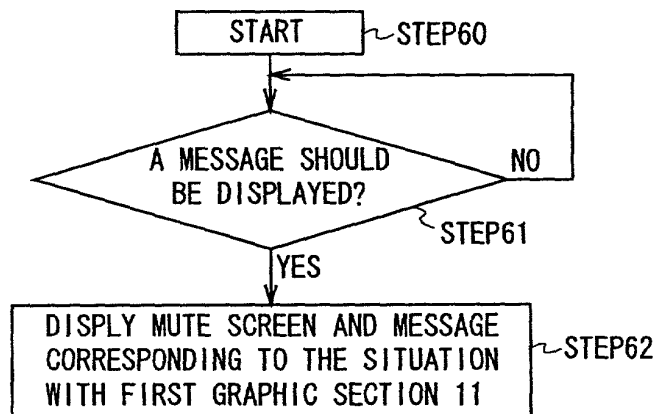 START
STEP60
A MESSAGE SHOULD
BE DISPLAYED?
NO
STEP61
YES
DISPLY MUTE SCREEN AND MESSAGE
CORRESPONDING TO THE SITUATION
WITH FIRST GRAPHIC SECTION 11
STEP62